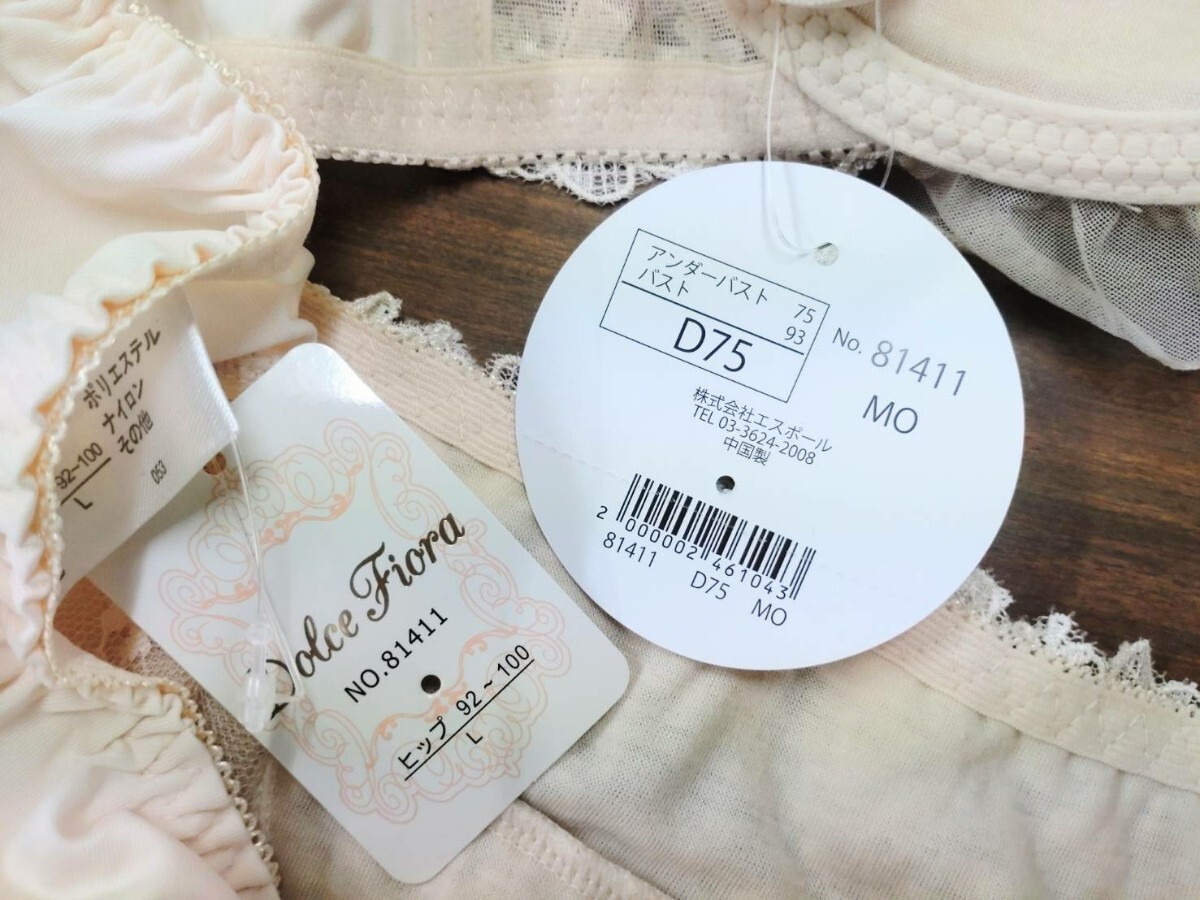 アンダーバスト 75
バスト 93
D75
No. 81411
MO
株式会社エスポール
TEL 03-3624-2008
中国製
2 000002 461043
81411 D75 MO
ポリエステル
ナイロン
その他
92~100
L
053
Dolce Fiora
NO.81411
ヒップ 92~100
L